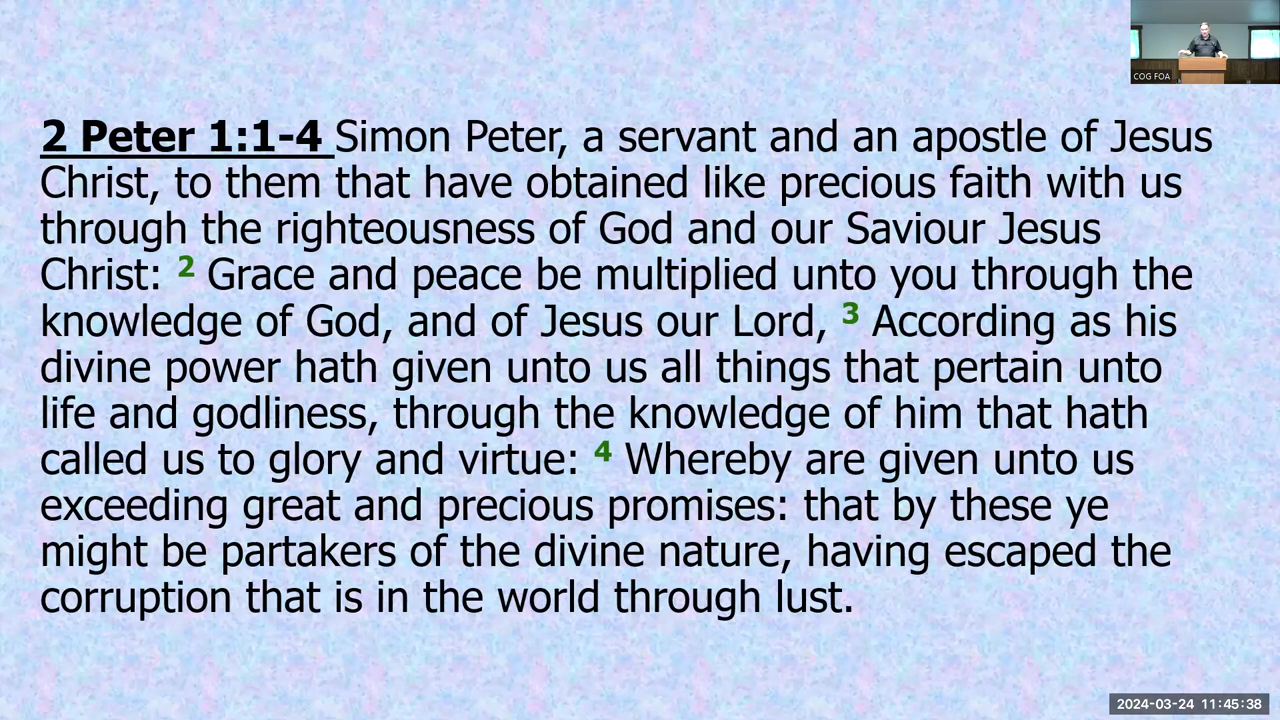 COG FOA
2 Peter 1:1-4 Simon Peter, a servant and an apostle of Jesus
Christ, to them that have obtained like precious faith with us
through the righteousness of God and our Saviour Jesus
Christ: 2 Grace and peace be multiplied unto you through the
knowledge of God, and of Jesus our Lord, 3 According as his
divine power hath given unto us all things that pertain unto
life and godliness, through the knowledge of him that hath
called us to glory and virtue: 4 Whereby are given unto us
exceeding great and precious promises: that by these ye
might be partakers of the divine nature, having escaped the
corruption that is in the world through lust.
2024-03-24 11:45:38